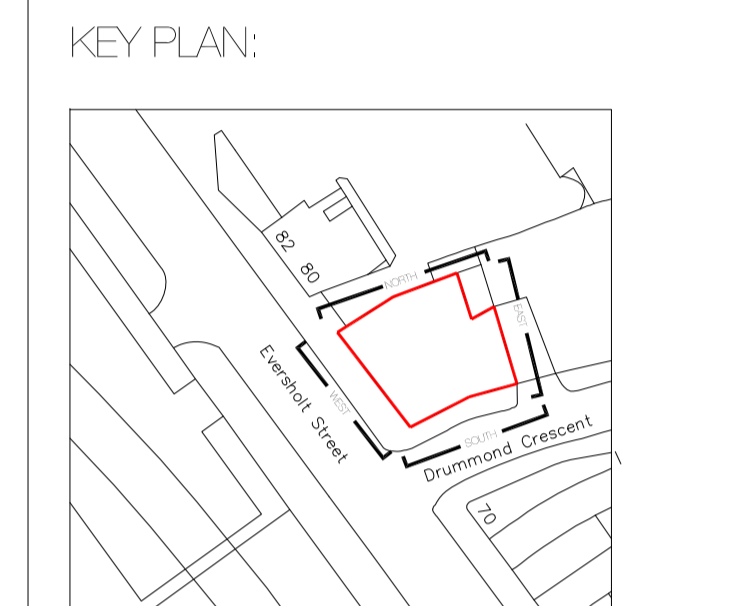 KEY PLAN:
82
80
NORTH
EAST
Eversholt Street
WEST
SOUTH
Drummond Crescent
70